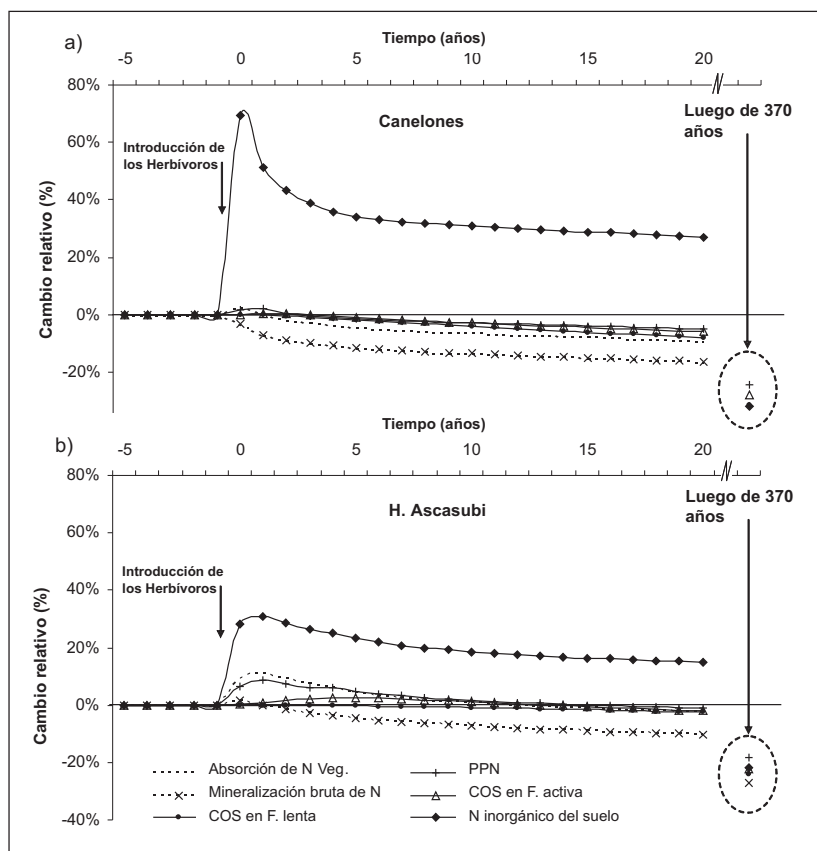 a)
Tiempo (años)
-5 0 5 10 15 20
80%
60%
40%
20%
0%
-20%
Cambio relativo (%)
Canelones
Introducción de
los Herbívoros
Luego de 370
años
b)
Tiempo (años)
-5 0 5 10 15 20
80%
60%
40%
20%
0%
-20%
-40%
Cambio relativo (%)
H. Ascasubi
Introducción de
los Herbívoros
Luego de 370
años
Absorción de N Veg.
PPN
Mineralización bruta de N
COS en F. activa
COS en F. lenta
N inorgánico del suelo